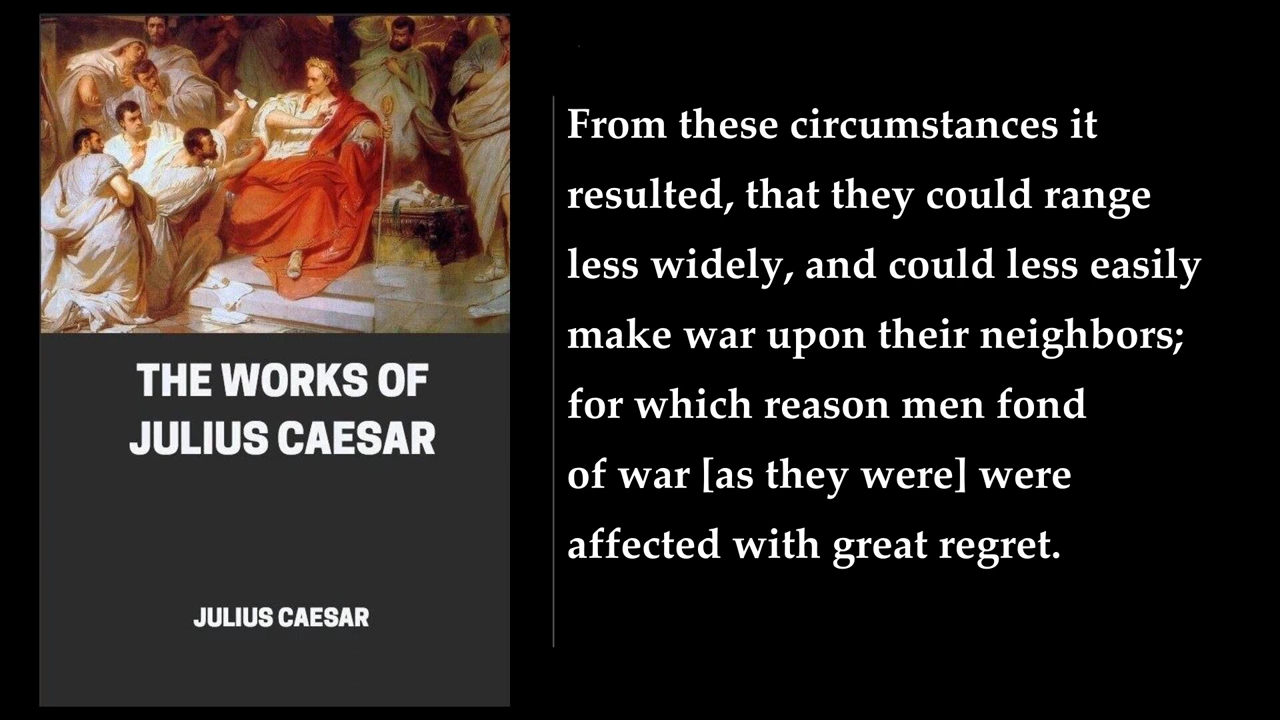 THE WORKS OF
JULIUS CAESAR
JULIUS CAESAR
From these circumstances it
resulted, that they could range
less widely, and could less easily
make war upon their neighbors;
for which reason men fond
of war [as they were] were
affected with great regret.